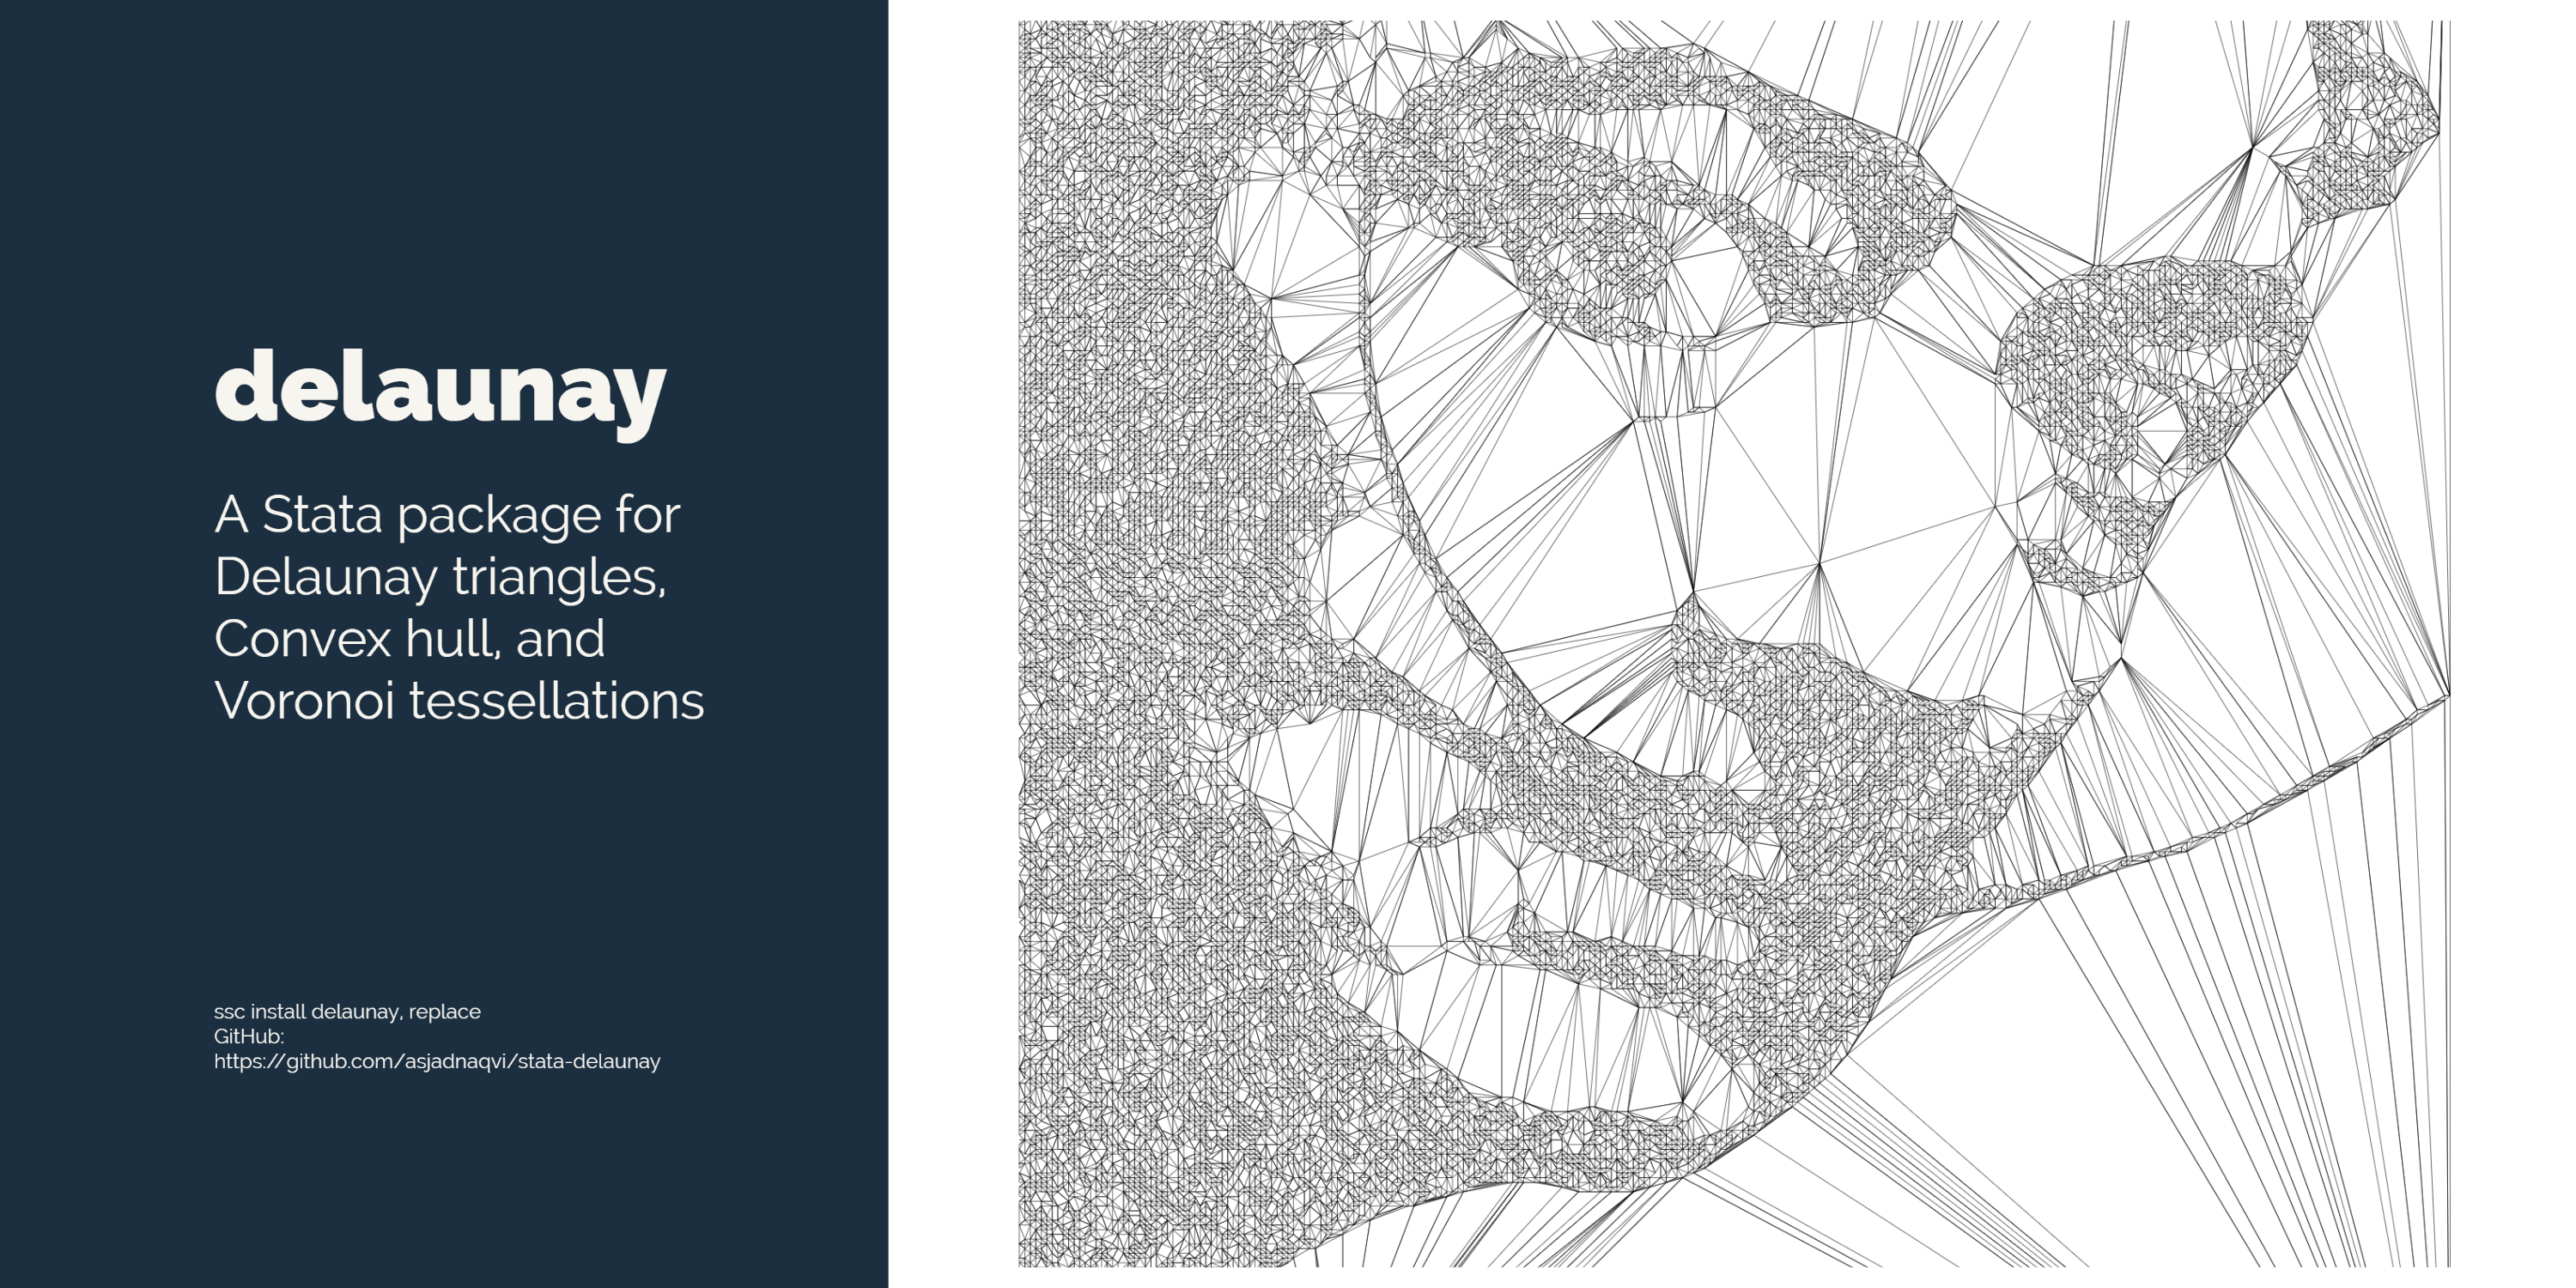 delaunay
A Stata package for
Delaunay triangles,
Convex hull, and
Voronoi tessellations
ssc install delaunay, replace
GitHub:
https://github.com/asjadnaqvi/stata-delaunay